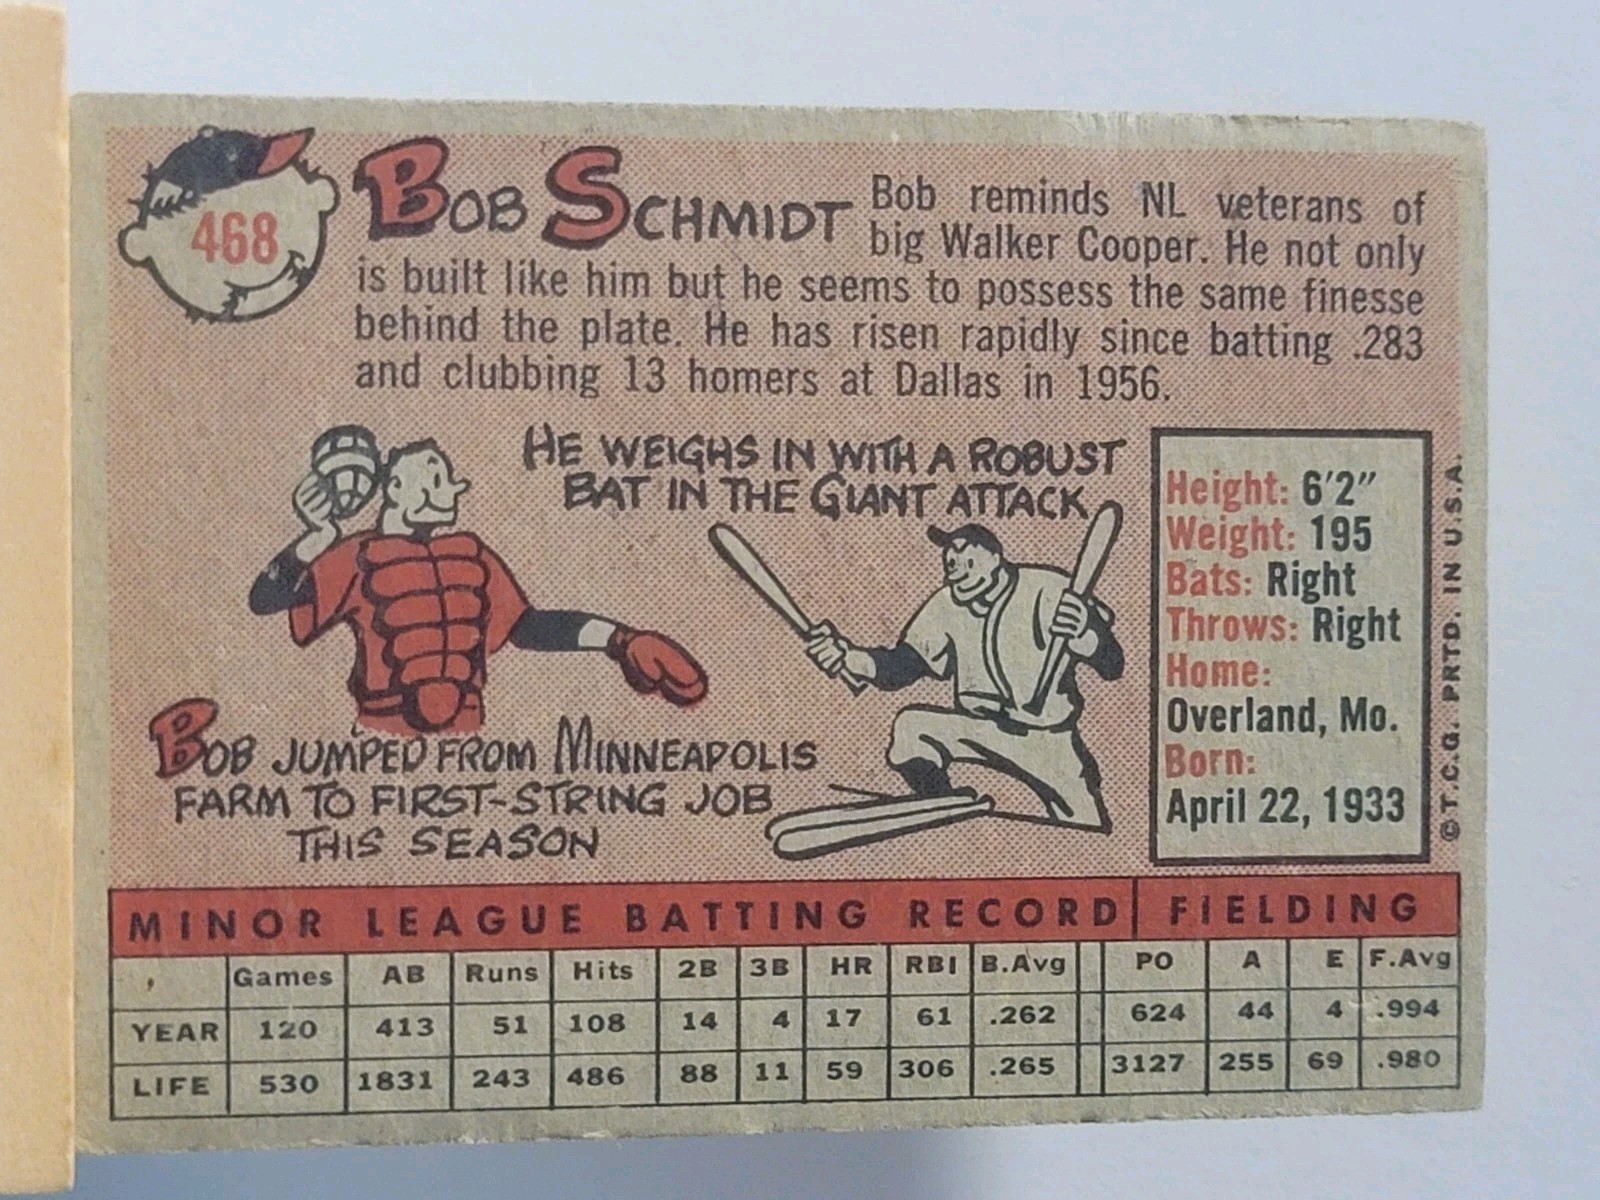 468
BOB SCHMIDT
Bob reminds NL veterans of
big Walker Cooper. He not only
is built like him but he seems to possess the same finesse
behind the plate. He has risen rapidly since batting .283
and clubbing 13 homers at Dallas in 1956.
HE WEIGHS IN WITH A ROBUST
BAT IN THE GIANT ATTACK
BOB JUMPED FROM MINNEAPOLIS
FARM TO FIRST-STRING JOB
THIS SEASON
Height: 6'2"
Weight: 195
Bats: Right
Throws: Right
Home:
Overland, Mo.
Born:
April 22, 1933
© T.C.G. PRTD. IN U.S.A.
MINOR LEAGUE BATTING RECORD FIELDING
Games AB Runs Hits 2B 3B HR RBI B.Avg PO A E F.Avg
YEAR 120 413 51 108 14 4 17 61 .262 624 44 4 .994
LIFE 530 1831 243 486 88 11 59 306 .265 3127 255 69 .980